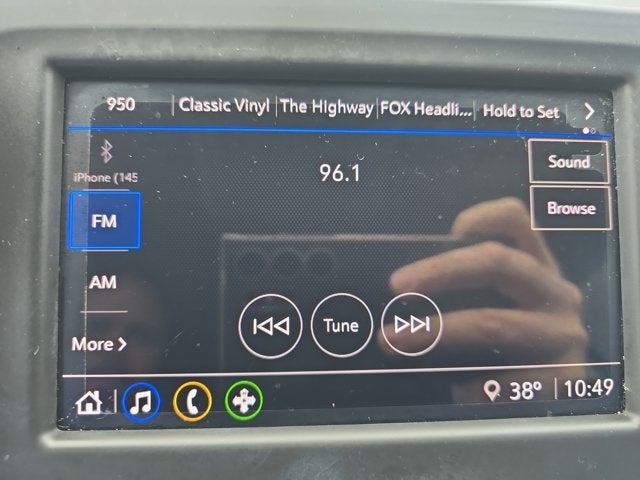 950 Classic Vinyl The Highway FOX Headli... Hold to Set
iPhone (145
96.1
Sound
FM
Browse
AM
Tune
More
38° 10:49